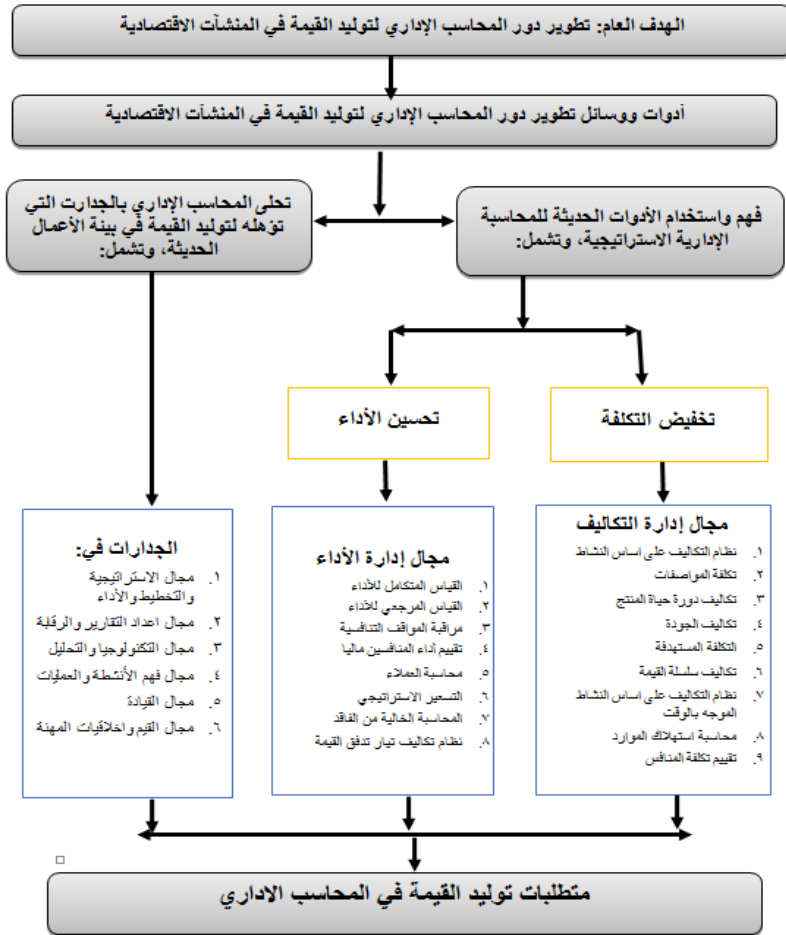 الهدف العام: تطوير دور المحاسب الإداري لتوليد القيمة في المنشآت الاقتصادية
أدوات ووسائل تطوير دور المحاسب الإداري لتوليد القيمة في المنشآت الاقتصادية
فهم واستخدام الأدوات الحديثة للمحاسبة
الإدارية الاستراتيجية، وتشمل:
تحلى المحاسب الإداري بالجدارت التي
تؤهله لتوليد القيمة في بيئة الأعمال
الحديثة، وتشمل:
تخفيض التكلفة
تحسين الأداء
مجال إدارة التكاليف
١. نظام التكاليف على اساس النشاط
٢. تكلفة المواصفات
٣. تكاليف دورة حياة المنتج
٤. تكاليف الجودة
٥. التكلفة المستهدفة
٦. تكاليف سلسلة القيمة
٧. نظام التكاليف على اساس النشاط
الموجه بالوقت
٨. محاسبة استهلاك الموارد
٩. تقييم تكلفة المنافس
مجال إدارة الأداء
١. القياس المتكامل للأداء
٢. القياس المرجعي للأداء
٣. مراقبة المواقف التنافسية
٤. تقييم أداء المنافسين ماليا
٥. محاسبة العملاء
٦. التسعير الاستراتيجي
٧. المحاسبة الخالية من الفاقد
٨. نظام تكاليف تيار تدفق القيمة
الجدارات في:
١. مجال الاستراتيجية
والتخطيط والأداء
٢. مجال اعداد التقارير والرقابة
٣. مجال التكنولوجيا والتحليل
٤. مجال فهم الأنشطة والعمليات
٥. مجال القيادة
٦. مجال القيم واخلاقيات المهنة
متطلبات توليد القيمة في المحاسب الاداري